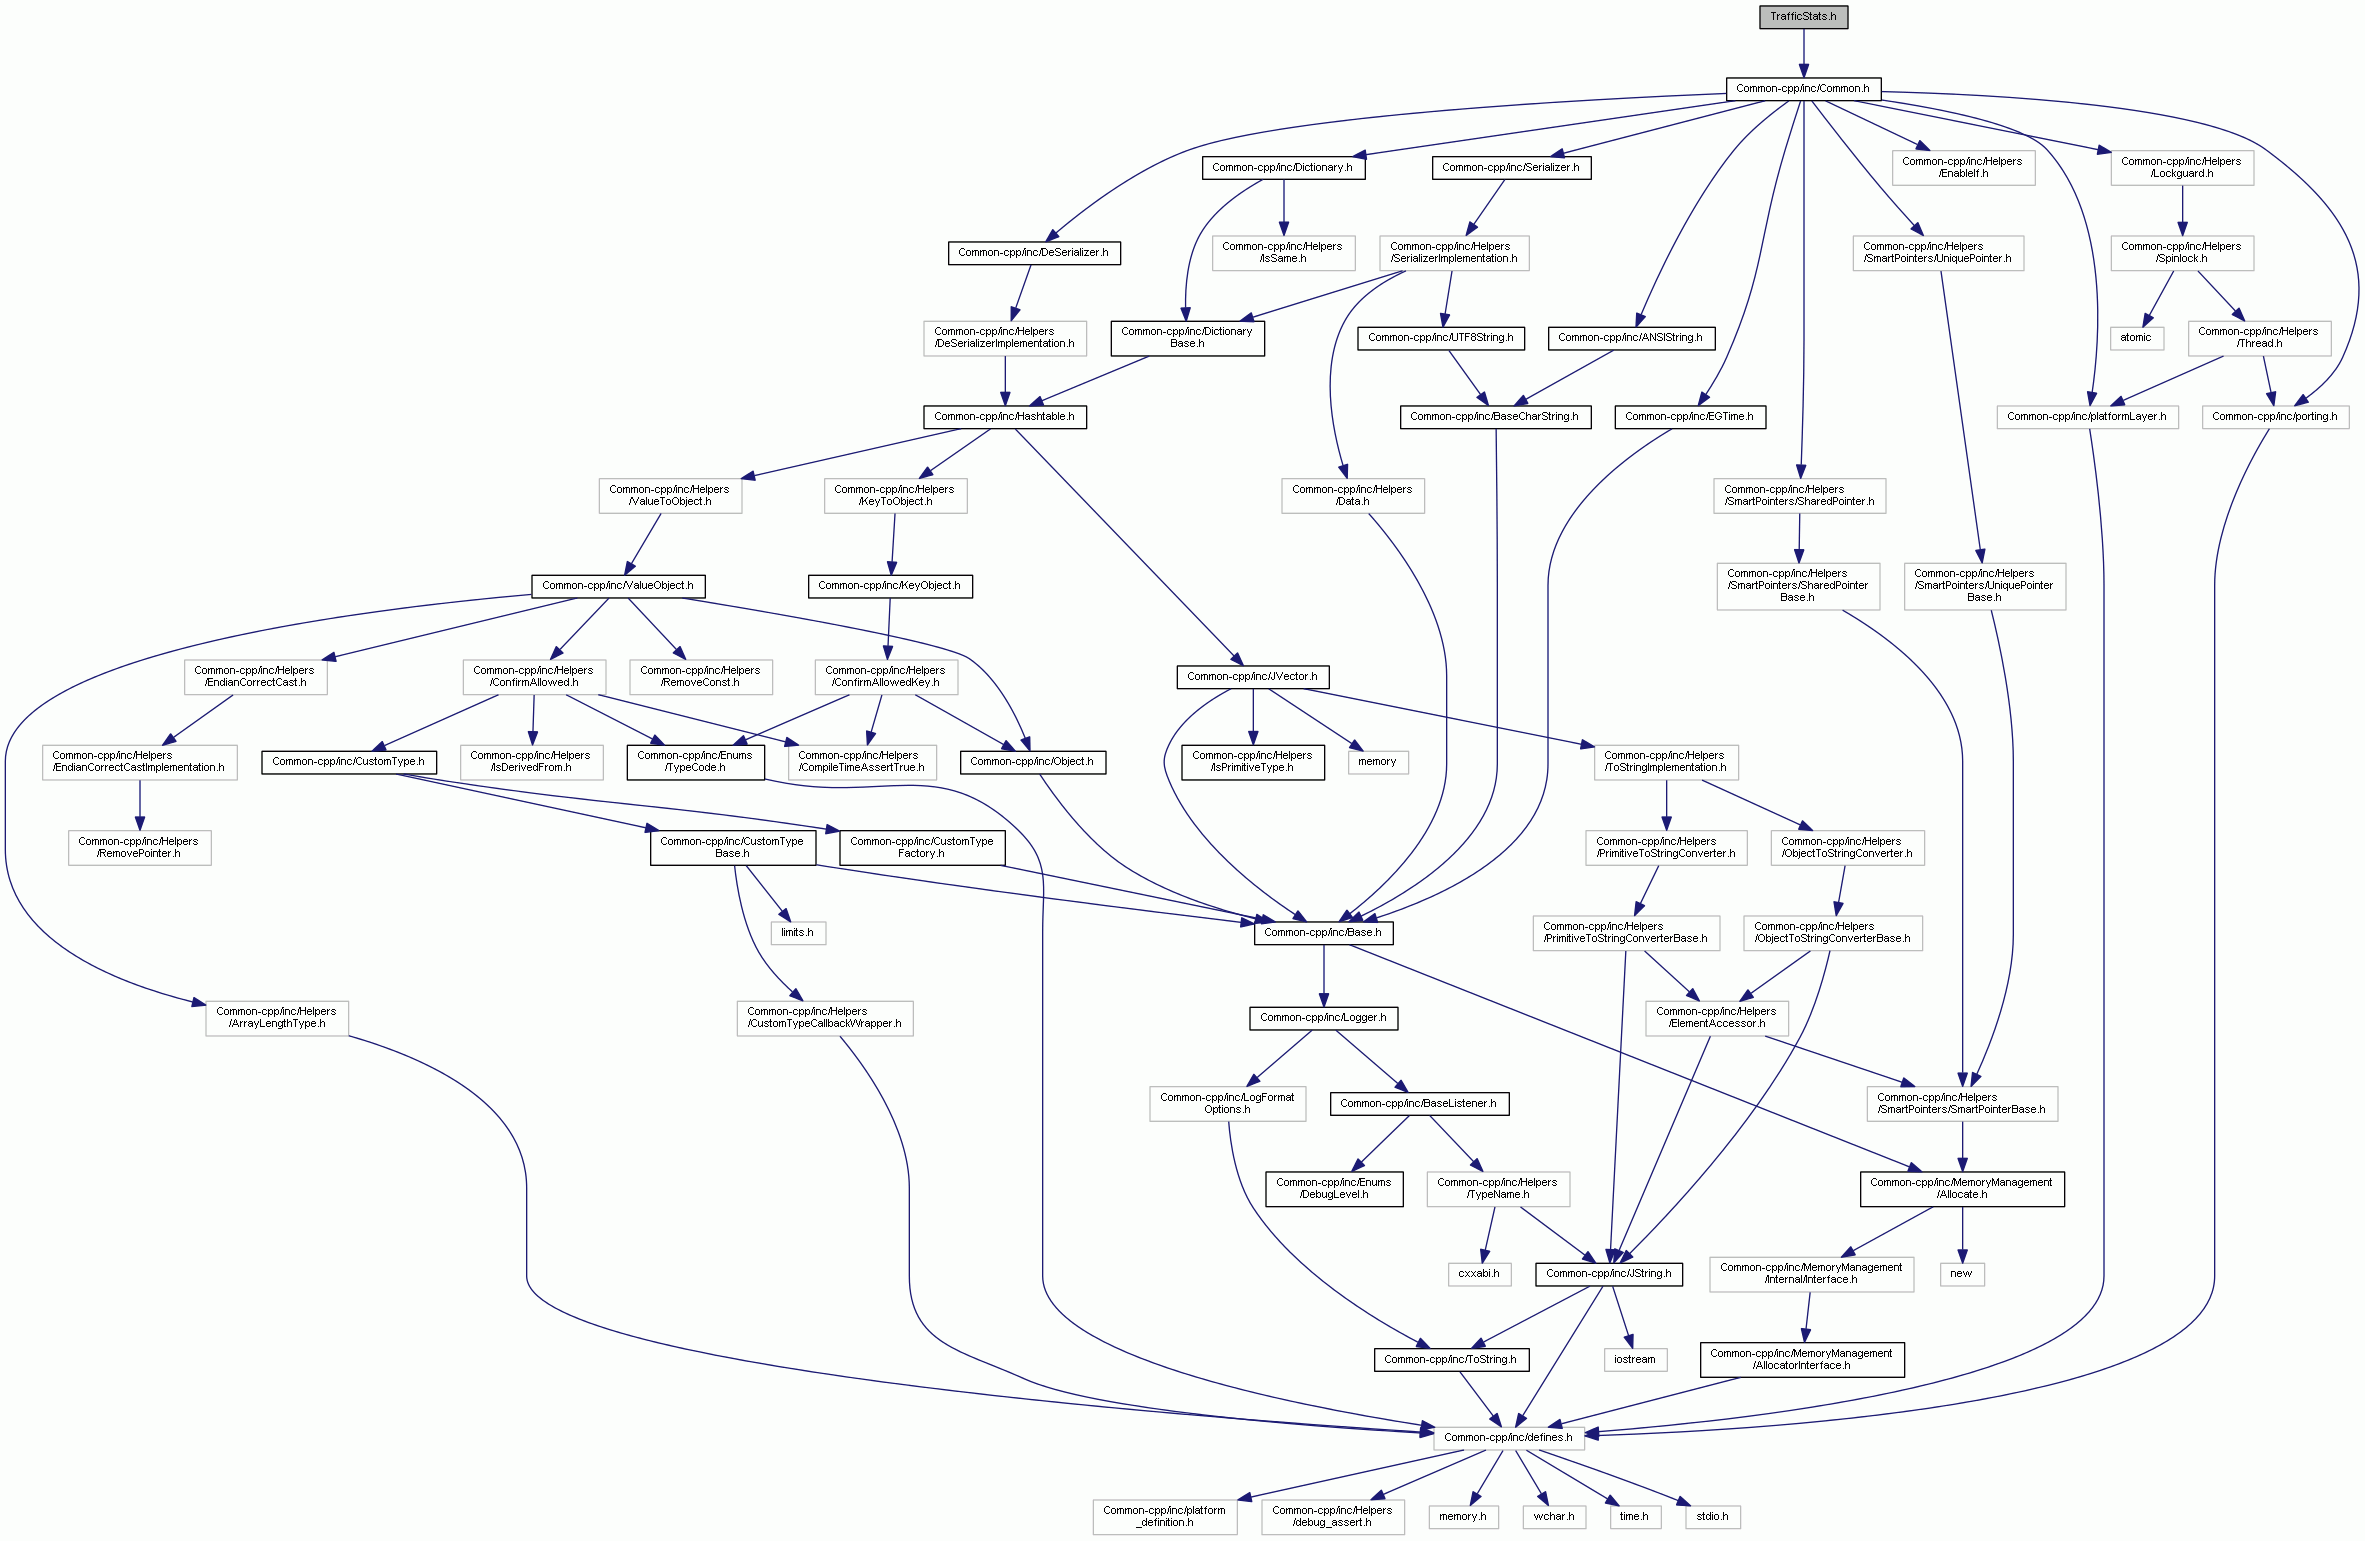 TrafficStats.h
Common-cpp/inc/Common.h
Common-cpp/inc/Dictionary.h
Common-cpp/inc/Serializer.h
Common-cpp/inc/Helpers
/EnableIf.h
Common-cpp/inc/Helpers
/Lockguard.h
Common-cpp/inc/DeSerializer.h
Common-cpp/inc/Helpers
/IsSame.h
Common-cpp/inc/Helpers
/SerializerImplementation.h
Common-cpp/inc/Helpers
/SmartPointers/UniquePointer.h
Common-cpp/inc/Helpers
/Spinlock.h
Common-cpp/inc/Helpers
/DeSerializerImplementation.h
Common-cpp/inc/Dictionary
Base.h
Common-cpp/inc/UTF8String.h
Common-cpp/inc/ANSIString.h
atomic
Common-cpp/inc/Helpers
/Thread.h
Common-cpp/inc/Hashtable.h
Common-cpp/inc/BaseCharString.h
Common-cpp/inc/EGTime.h
Common-cpp/inc/platformLayer.h
Common-cpp/inc/porting.h
Common-cpp/inc/Helpers
/ValueToObject.h
Common-cpp/inc/Helpers
/KeyToObject.h
Common-cpp/inc/Helpers
/Data.h
Common-cpp/inc/Helpers
/SmartPointers/SharedPointer.h
Common-cpp/inc/ValueObject.h
Common-cpp/inc/KeyObject.h
Common-cpp/inc/Helpers
/SmartPointers/SharedPointer
Base.h
Common-cpp/inc/Helpers
/SmartPointers/UniquePointer
Base.h
Common-cpp/inc/Helpers
/EndianCorrectCast.h
Common-cpp/inc/Helpers
/ConfirmAllowed.h
Common-cpp/inc/Helpers
/RemoveConst.h
Common-cpp/inc/Helpers
/ConfirmAllowedKey.h
Common-cpp/inc/JVector.h
Common-cpp/inc/Helpers
/EndianCorrectCastImplementation.h
Common-cpp/inc/CustomType.h
Common-cpp/inc/Helpers
/IsDerivedFrom.h
Common-cpp/inc/Enums
/TypeCode.h
Common-cpp/inc/Helpers
/CompileTimeAssertTrue.h
Common-cpp/inc/Object.h
Common-cpp/inc/Helpers
/IsPrimitiveType.h
memory
Common-cpp/inc/Helpers
/ToStringImplementation.h
Common-cpp/inc/Helpers
/RemovePointer.h
Common-cpp/inc/CustomType
Base.h
Common-cpp/inc/CustomType
Factory.h
Common-cpp/inc/Helpers
/PrimitiveToStringConverter.h
Common-cpp/inc/Helpers
/ObjectToStringConverter.h
limits.h
Common-cpp/inc/Base.h
Common-cpp/inc/Helpers
/PrimitiveToStringConverterBase.h
Common-cpp/inc/Helpers
/ObjectToStringConverterBase.h
Common-cpp/inc/Helpers
/ArrayLengthType.h
Common-cpp/inc/Helpers
/CustomTypeCallbackWrapper.h
Common-cpp/inc/Logger.h
Common-cpp/inc/Helpers
/ElementAccessor.h
Common-cpp/inc/LogFormat
Options.h
Common-cpp/inc/BaseListener.h
Common-cpp/inc/Helpers
/SmartPointers/SmartPointerBase.h
Common-cpp/inc/Enums
/DebugLevel.h
Common-cpp/inc/Helpers
/TypeName.h
Common-cpp/inc/MemoryManagement
/Allocate.h
cxxabi.h
Common-cpp/inc/JString.h
Common-cpp/inc/MemoryManagement
/Internal/Interface.h
new
Common-cpp/inc/ToString.h
iostream
Common-cpp/inc/MemoryManagement
/AllocatorInterface.h
Common-cpp/inc/defines.h
Common-cpp/inc/platform
_definition.h
Common-cpp/inc/Helpers
/debug_assert.h
memory.h
wchar.h
time.h
stdio.h